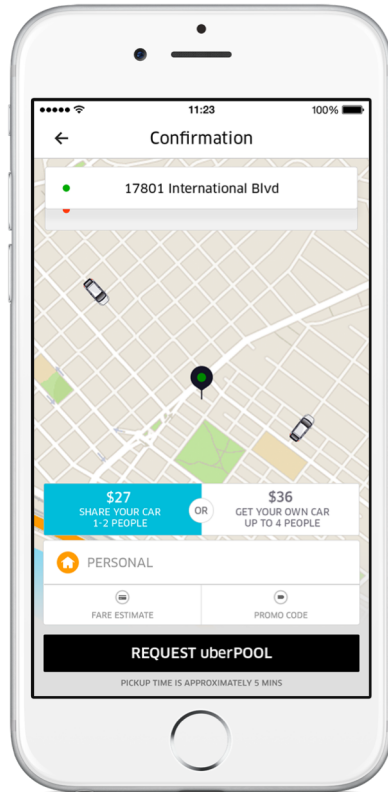 11:23
100%
Confirmation
17801 International Blvd
$27
SHARE YOUR CAR
1-2 PEOPLE
OR
$36
GET YOUR OWN CAR
UP TO 4 PEOPLE
PERSONAL
FARE ESTIMATE
PROMO CODE
REQUEST uberPOOL
PICKUP TIME IS APPROXIMATELY 5 MINS